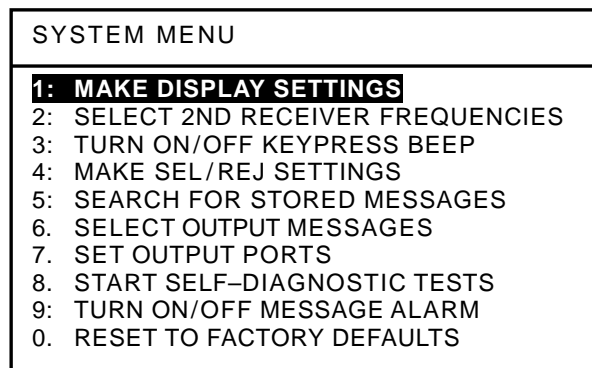 SYSTEM MENU
1: MAKE DISPLAY SETTINGS
2: SELECT 2ND RECEIVER FREQUENCIES
3: TURN ON/OFF KEYPRESS BEEP
4: MAKE SEL/REJ SETTINGS
5: SEARCH FOR STORED MESSAGES
6. SELECT OUTPUT MESSAGES
7. SET OUTPUT PORTS
8. START SELF–DIAGNOSTIC TESTS
9: TURN ON/OFF MESSAGE ALARM
0. RESET TO FACTORY DEFAULTS